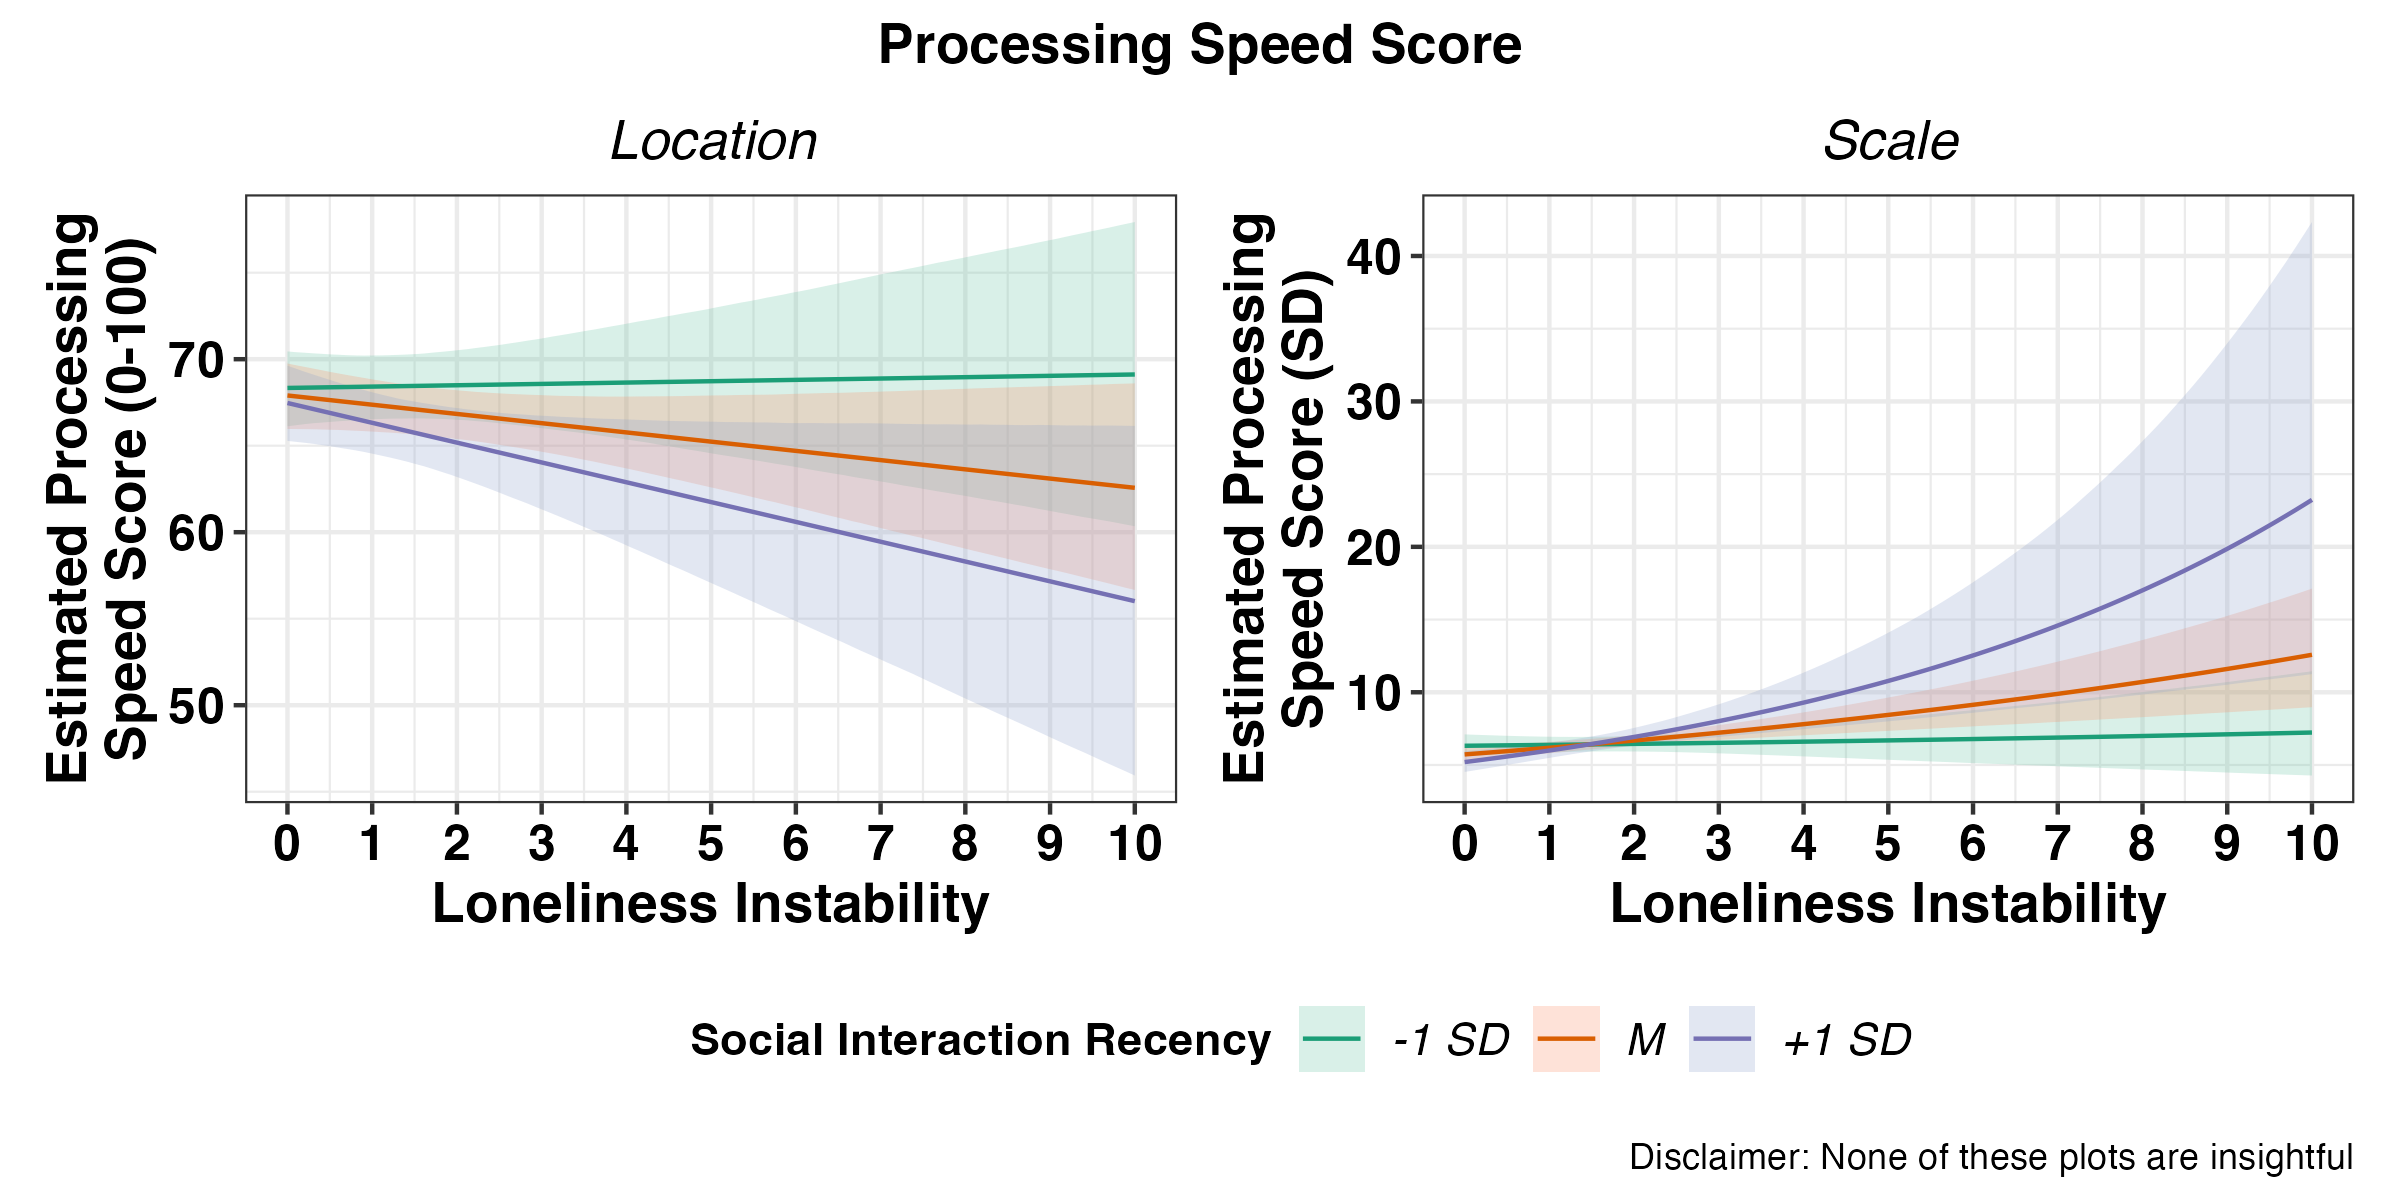 Processing Speed Score
Location
Estimated Processing
Speed Score (0-100)
70
60
50
0 1 2 3 4 5 6 7 8 9 10
Loneliness Instability
Scale
Estimated Processing
Speed Score (SD)
40
30
20
10
0 1 2 3 4 5 6 7 8 9 10
Loneliness Instability
Social Interaction Recency -1 SD M +1 SD
Disclaimer: None of these plots are insightful